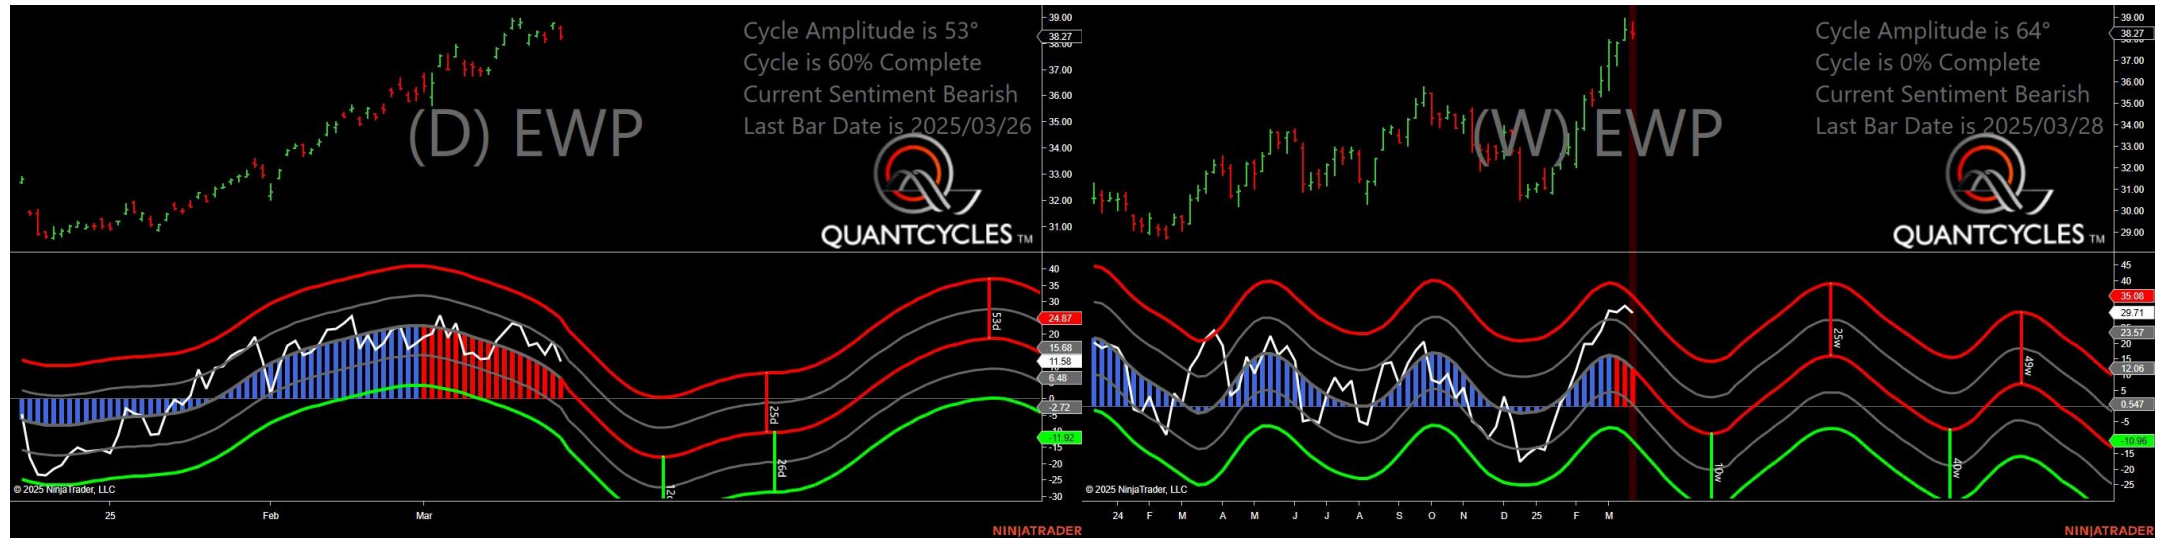 Cycle Amplitude is 53°
Cycle is 60% Complete
Current Sentiment Bearish
Last Bar Date is 2025/03/26
(D) EWP
QUANTCYCLES TM
39.00
38.27
38.00
37.00
36.00
35.00
34.00
33.00
32.00
31.00
40
35
30
24.87
20
15.68
11.58
6.48
0
-2.72
-5
-11.92
-15
-20
-25
-30
53d
25d
26d
© 2025 NinjaTrader, LLC
25 Feb Mar
NINJATRADER
Cycle Amplitude is 64°
Cycle is 0% Complete
Current Sentiment Bearish
Last Bar Date is 2025/03/28
(W) EWP
QUANTCYCLES TM
39.00
38.27
37.00
36.00
35.00
34.00
33.00
32.00
31.00
30.00
29.00
45
40
35.08
29.71
23.57
20
15
12.06
5
0.547
-5
-10.96
-15
-20
-25
25w
49w
10w
40w
© 2025 NinjaTrader, LLC
24 F M A M J J A S O N D 25 F M
NINJATRADER